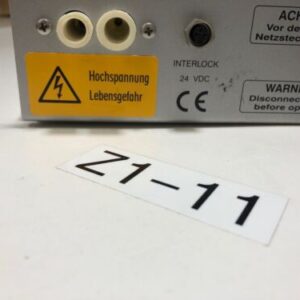 ACH
Vor de
Netzstec
INTERLOCK
24 VDC
Hochspannung
Lebensgefahr
CE
WARN
Disconnec
before op
Z1-11